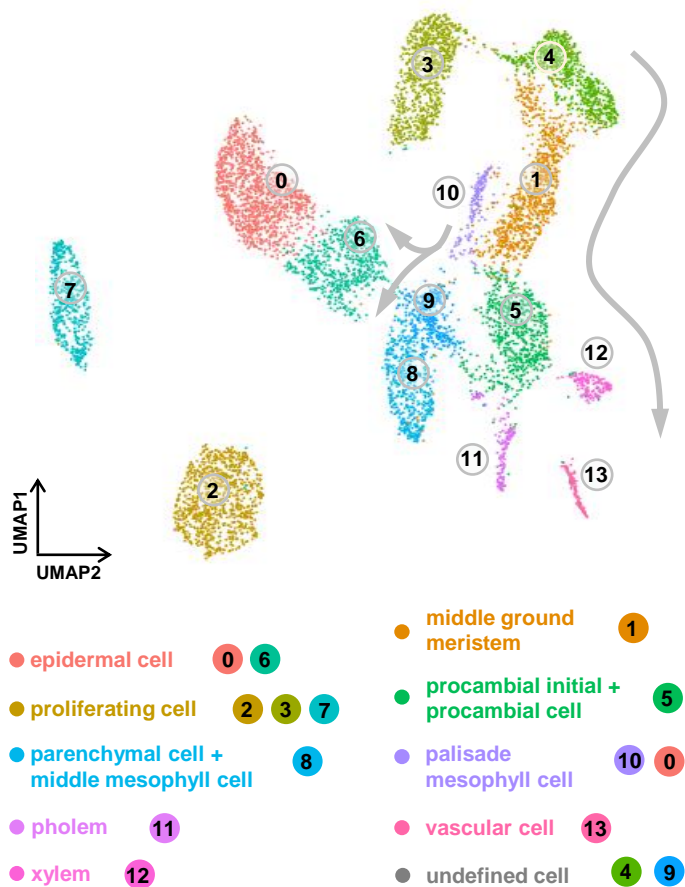 3
4
0
10
1
6
7
9
5
8
12
11
13
2
UMAP1
UMAP2
epidermal cell 0 6
proliferating cell 2 3 7
parenchymal cell +
middle mesophyll cell 8
pholem 11
xylem 12
middle ground
meristem 1
procambial initial +
procambial cell 5
palisade
mesophyll cell 10 0
vascular cell 13
undefined cell 4 9